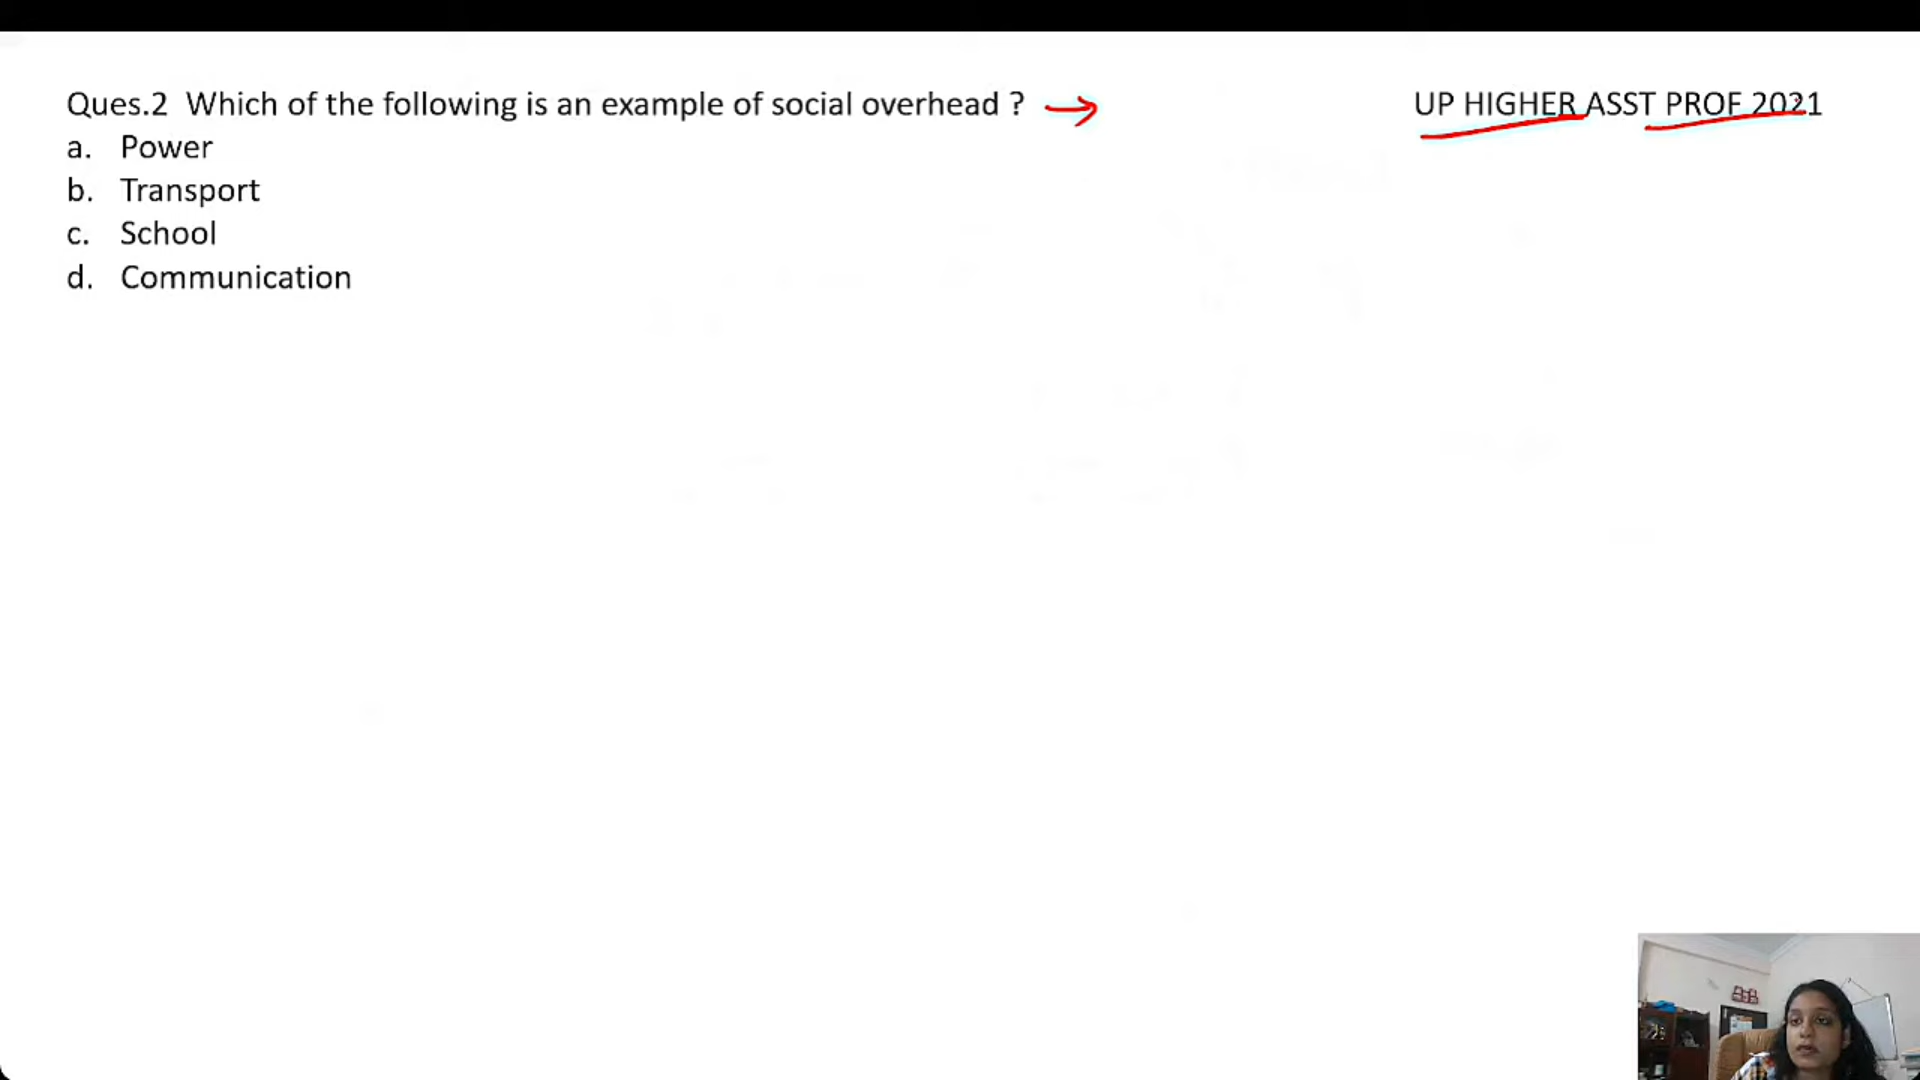 Ques.2 Which of the following is an example of social overhead ?
UP HIGHER ASST PROF 2021
a. Power
b. Transport
c. School
d. Communication